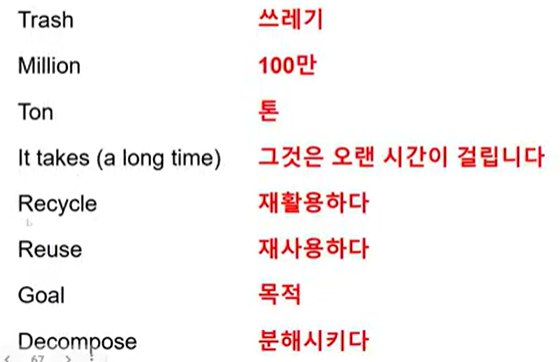 Trash 쓰레기
Million 100만
Ton 톤
It takes (a long time) 그것은 오랜 시간이 걸립니다
Recycle 재활용하다
Reuse 재사용하다
Goal 목적
Decompose 분해시키다
< 67 > ⋮